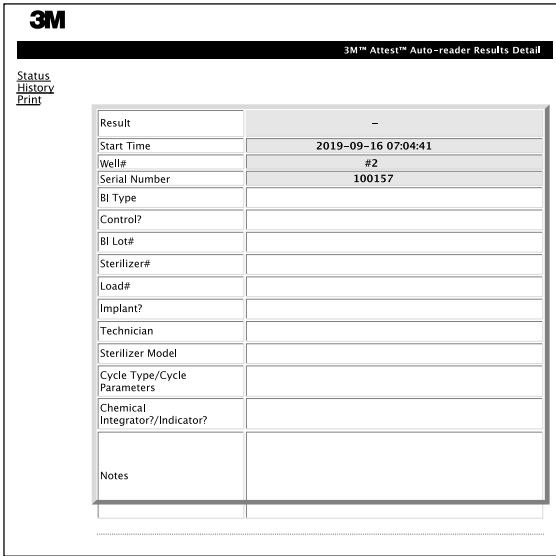 3M
3M™ Attest™ Auto-reader Results Detail
Status
History
Print
Result –
Start Time 2019-09-16 07:04:41
Well# #2
Serial Number 100157
BI Type
Control?
BI Lot#
Sterilizer#
Load#
Implant?
Technician
Sterilizer Model
Cycle Type/Cycle
Parameters
Chemical
Integrator?/Indicator?
Notes